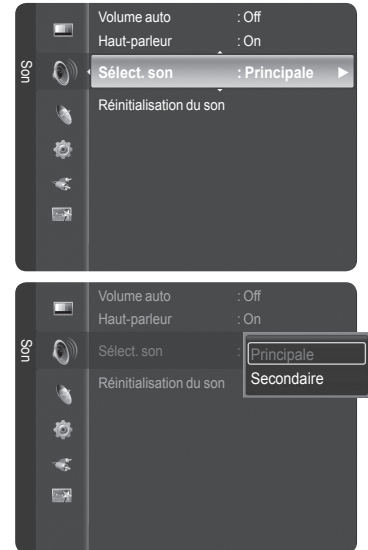 Volume auto : Off
Haut-parleur : On
Son
Sélect. son : Principale ►
Réinitialisation du son
Volume auto : Off
Haut-parleur : On
Son
Sélect. son :
Principale
Réinitialisation du son
Secondaire